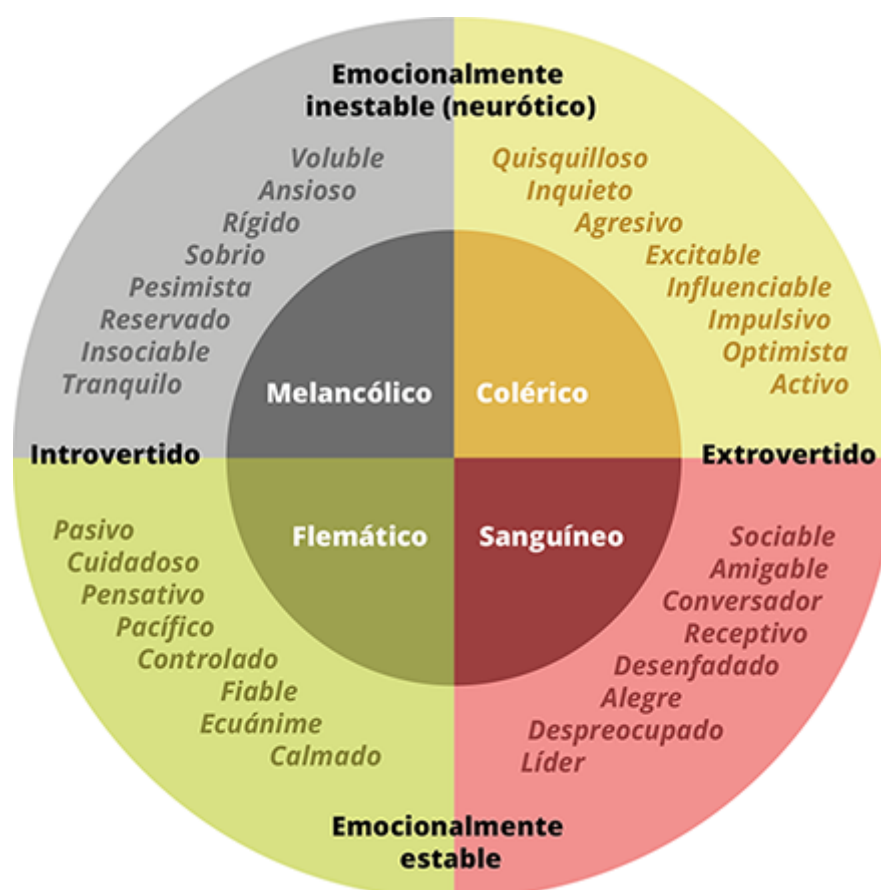 Emocionalmente
inestable (neurótico)
Voluble
Ansioso
Rígido
Sobrio
Pesimista
Reservado
Insociable
Tranquilo
Quisquilloso
Inquieto
Agresivo
Excitable
Influenciable
Impulsivo
Optimista
Activo
Melancólico
Colérico
Introvertido
Extrovertido
Flemático
Sanguíneo
Pasivo
Cuidadoso
Pensativo
Pacífico
Controlado
Fiable
Ecuánime
Calmado
Sociable
Amigable
Conversador
Receptivo
Desenfadado
Alegre
Despreocupado
Líder
Emocionalmente
estable